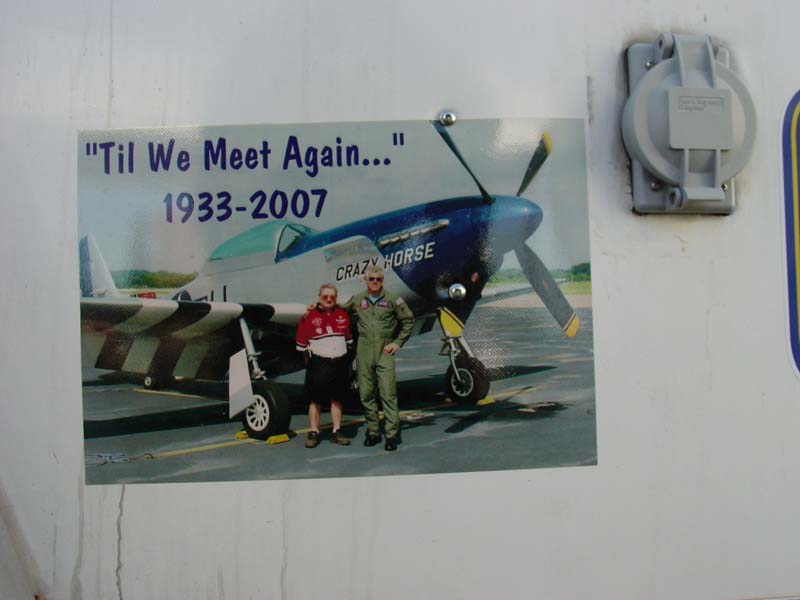 "Til We Meet Again..."
1933-2007
CRAZY HORSE